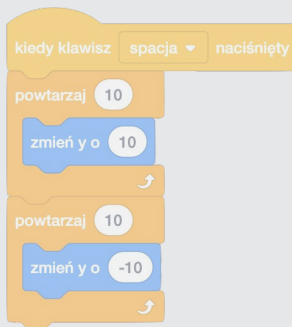 kiedy klawisz spacja naciśnięty
powtarzaj 10
zmień y o 10
powtarzaj 10
zmień y o -10